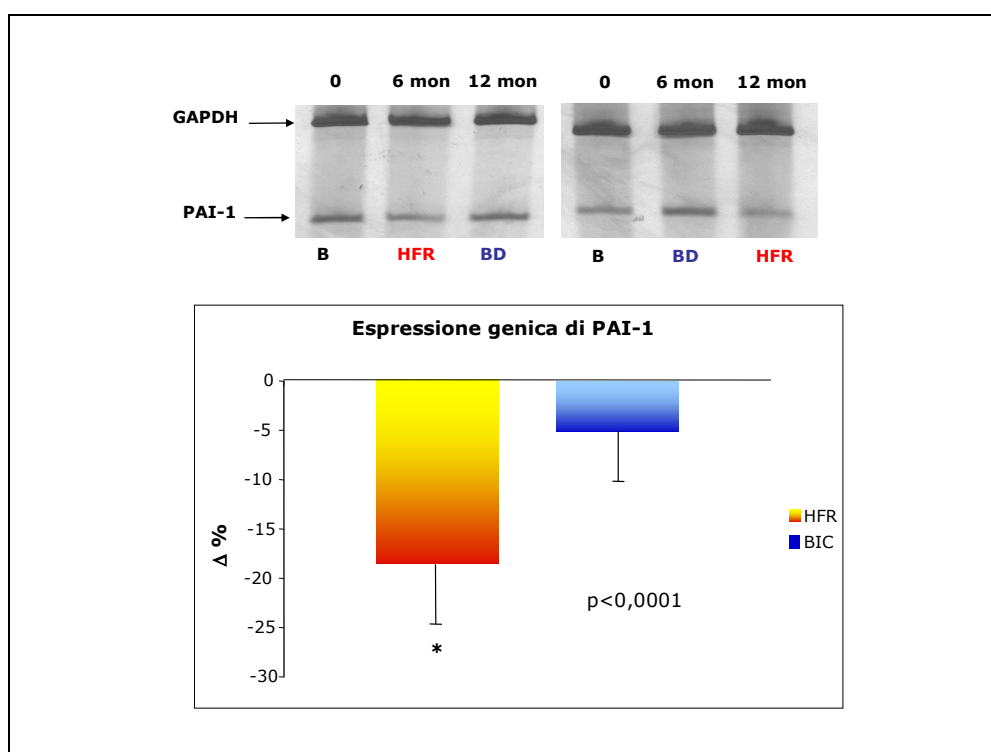 0 6 mon 12 mon 0 6 mon 12 mon
GAPDH
PAI-1
B HFR BD B BD HFR
Espressione genica di PAI-1
0
-5
-10
-15
-20
-25
-30
Δ %
*
p<0,0001
HFR
BIC